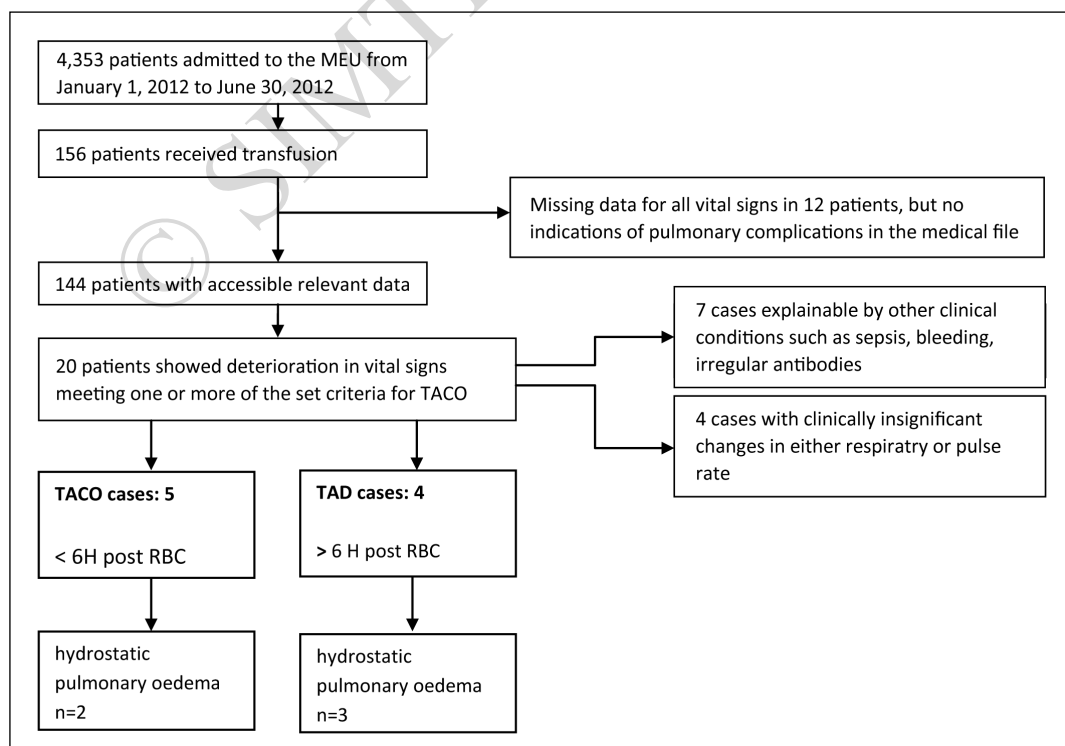 4,353 patients admitted to the MEU from
January 1, 2012 to June 30, 2012
156 patients received transfusion
Missing data for all vital signs in 12 patients, but no
indications of pulmonary complications in the medical file
144 patients with accessible relevant data
7 cases explainable by other clinical
conditions such as sepsis, bleeding,
irregular antibodies
20 patients showed deterioration in vital signs
meeting one or more of the set criteria for TACO
4 cases with clinically insignificant
changes in either respiratry or pulse
rate
TACO cases: 5
< 6H post RBC
TAD cases: 4
> 6 H post RBC
hydrostatic
pulmonary oedema
n=2
hydrostatic
pulmonary oedema
n=3
© SIMT